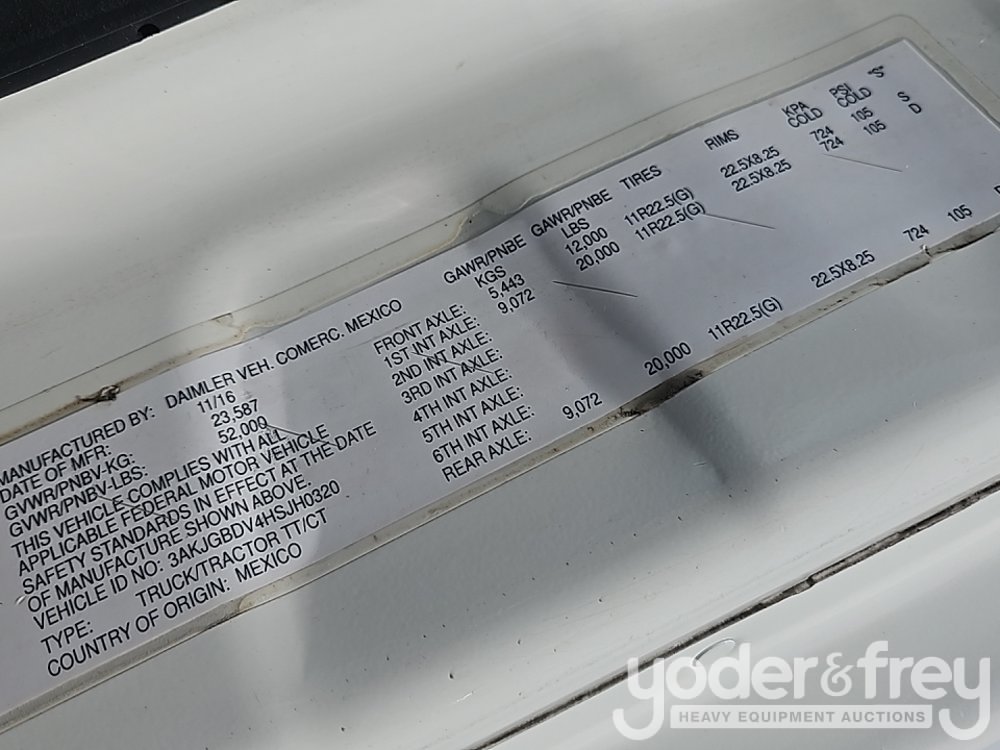 MANUFACTURED BY: DAIMLER VEH. COMERC. MEXICO
DATE OF MFR: 11/16
GVWR/PNBV-KG: 23,587
GVWR/PNBV-LBS: 52,000
THIS VEHICLE COMPLIES WITH ALL
APPLICABLE FEDERAL MOTOR VEHICLE
SAFETY STANDARDS IN EFFECT AT THE DATE
OF MANUFACTURE SHOWN ABOVE.
VEHICLE ID NO: 3AKJGBDV4HSJH0320
TYPE: TRUCK/TRACTOR TT/CT
COUNTRY OF ORIGIN: MEXICO
GAWR/PNBE GAWR/PNBE TIRES RIMS KPA PSI "S"
KGS LBS COLD COLD
FRONT AXLE: 5,443 12,000 11R22.5(G) 22.5X8.25 724 105 S
1ST INT AXLE: 9,072 20,000 11R22.5(G) 22.5X8.25 724 105 D
2ND INT AXLE:
3RD INT AXLE:
4TH INT AXLE:
5TH INT AXLE:
6TH INT AXLE:
REAR AXLE: 9,072 20,000 11R22.5(G) 22.5X8.25 724 105
yoder&frey
HEAVY EQUIPMENT AUCTIONS